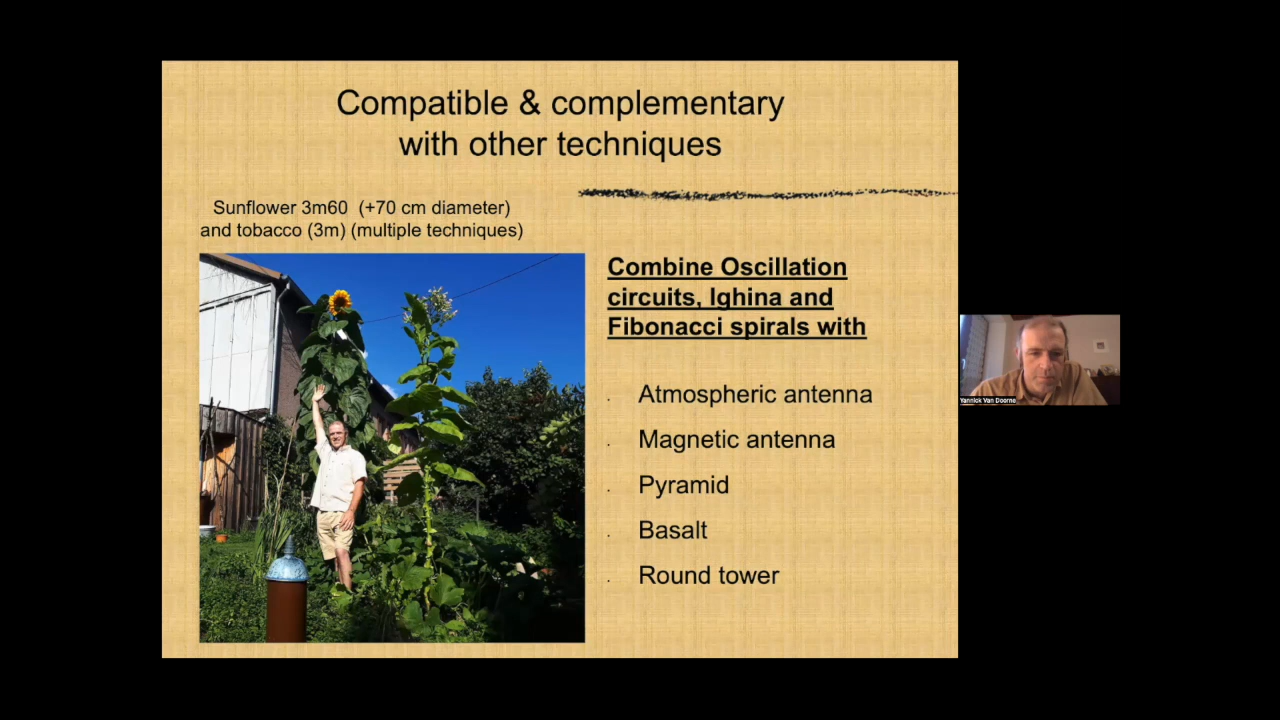 Compatible & complementary
with other techniques
Sunflower 3m60 (+70 cm diameter)
and tobacco (3m) (multiple techniques)
Combine Oscillation
circuits, Ighina and
Fibonacci spirals with
Atmospheric antenna
Magnetic antenna
Pyramid
Basalt
Round tower
Yannick Van Doorne